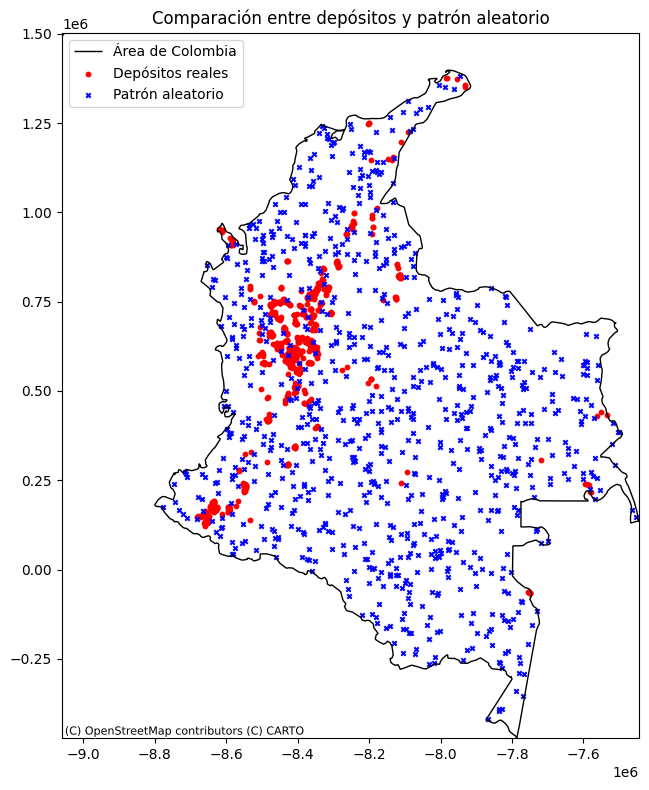 Comparación entre depósitos y patrón aleatorio
1e6
1.50
Área de Colombia
Depósitos reales
Patrón aleatorio
1.25
1.00
0.75
0.50
0.25
0.00
−0.25
(C) OpenStreetMap contributors (C) CARTO
−9.0 −8.8 −8.6 −8.4 −8.2 −8.0 −7.8 −7.6
1e6